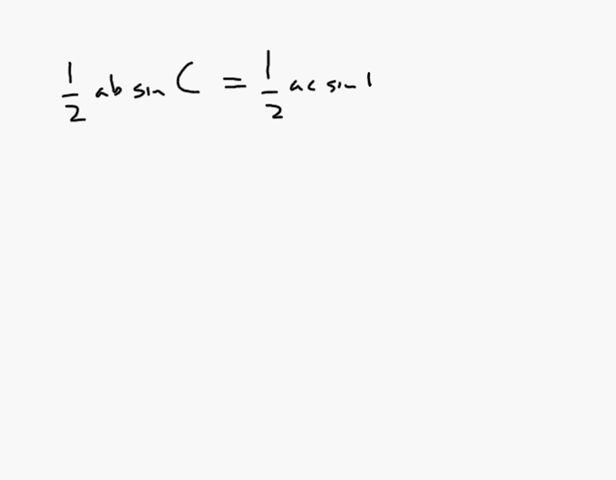 1/2 ab sin C = 1/2 ac sin